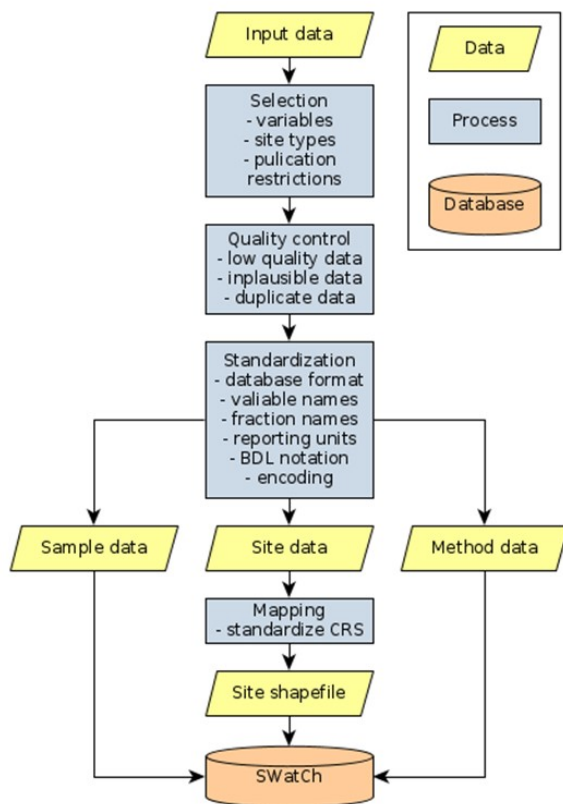 Input data
Selection
- variables
- site types
- pulication
restrictions
Quality control
- low quality data
- inplausible data
- duplicate data
Standardization
- database format
- valiable names
- fraction names
- reporting units
- BDL notation
- encoding
Sample data
Site data
Method data
Mapping
- standardize CRS
Site shapefile
SWatCh
Data
Process
Database